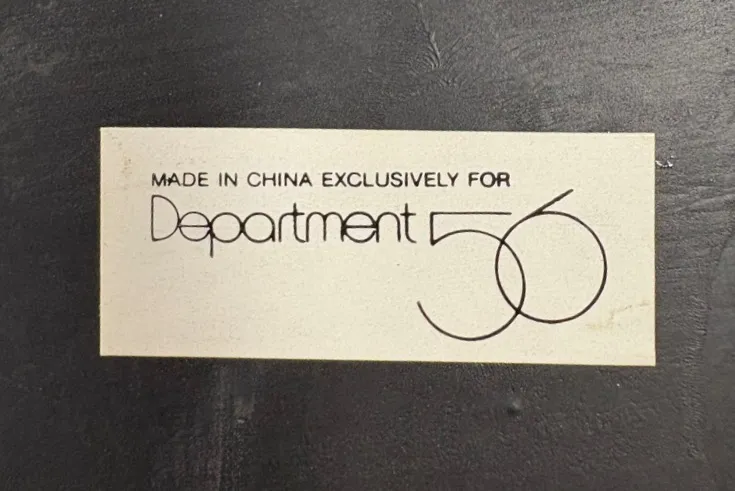 MADE IN CHINA EXCLUSIVELY FOR
Department 56